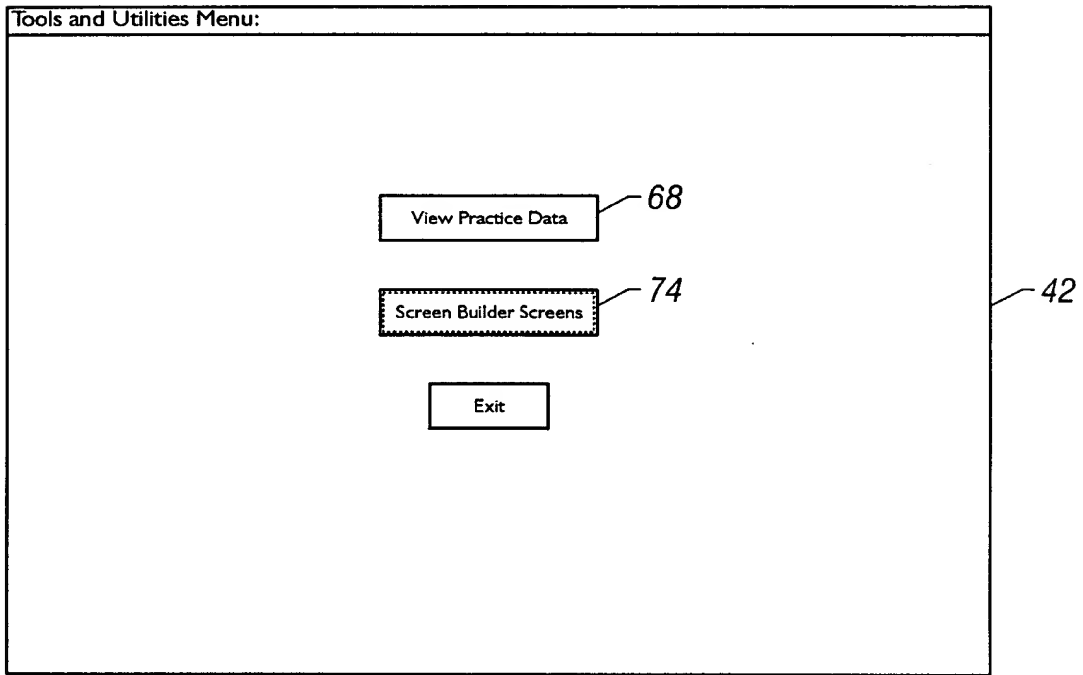 Tools and Utilities Menu:
View Practice Data
68
Screen Builder Screens
74
42
Exit